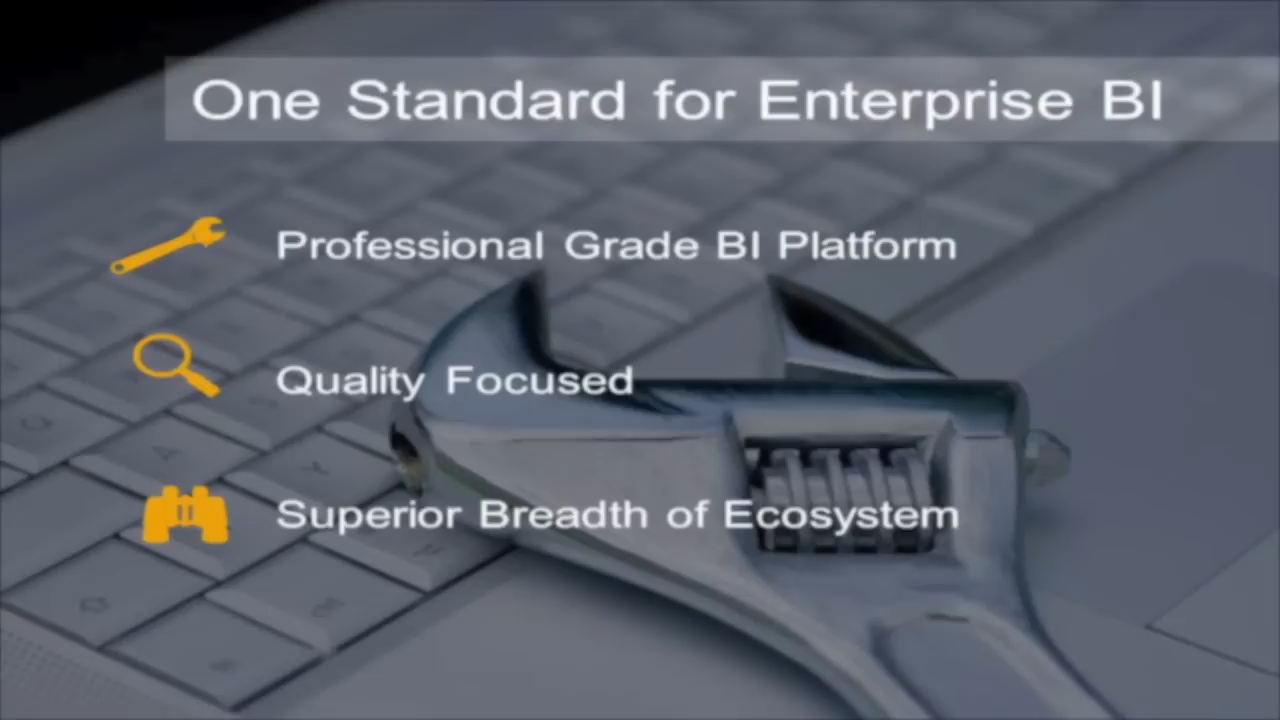 One Standard for Enterprise BI
Professional Grade BI Platform
Quality Focused
Superior Breadth of Ecosystem